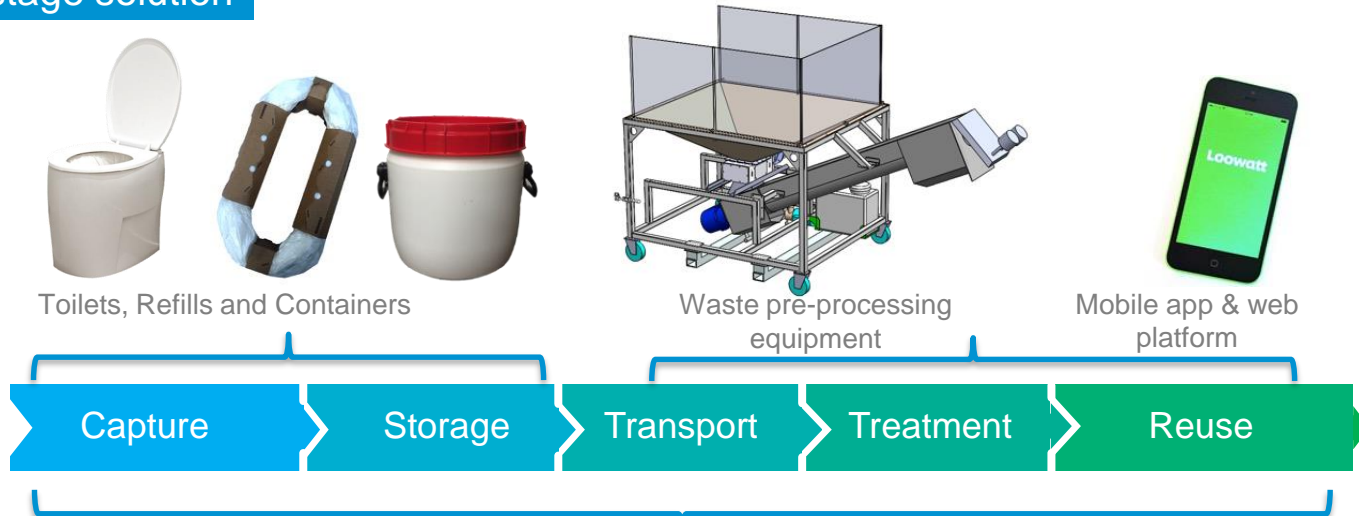 stage solution
Loowatt
Toilets, Refills and Containers
Waste pre-processing
equipment
Mobile app & web
platform
Capture
Storage
Transport
Treatment
Reuse